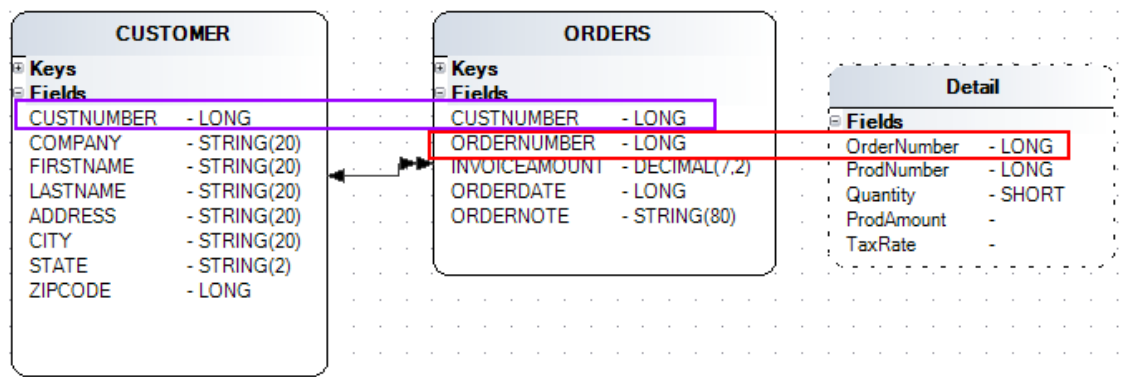 CUSTOMER
Keys
Fields
CUSTNUMBER - LONG
COMPANY - STRING(20)
FIRSTNAME - STRING(20)
LASTNAME - STRING(20)
ADDRESS - STRING(20)
CITY - STRING(20)
STATE - STRING(2)
ZIPCODE - LONG
ORDERS
Keys
Fields
CUSTNUMBER - LONG
ORDERNUMBER - LONG
INVOICEAMOUNT - DECIMAL(7,2)
ORDERDATE - LONG
ORDERNOTE - STRING(80)
Detail
Fields
OrderNumber - LONG
ProdNumber - LONG
Quantity - SHORT
ProdAmount -
TaxRate -